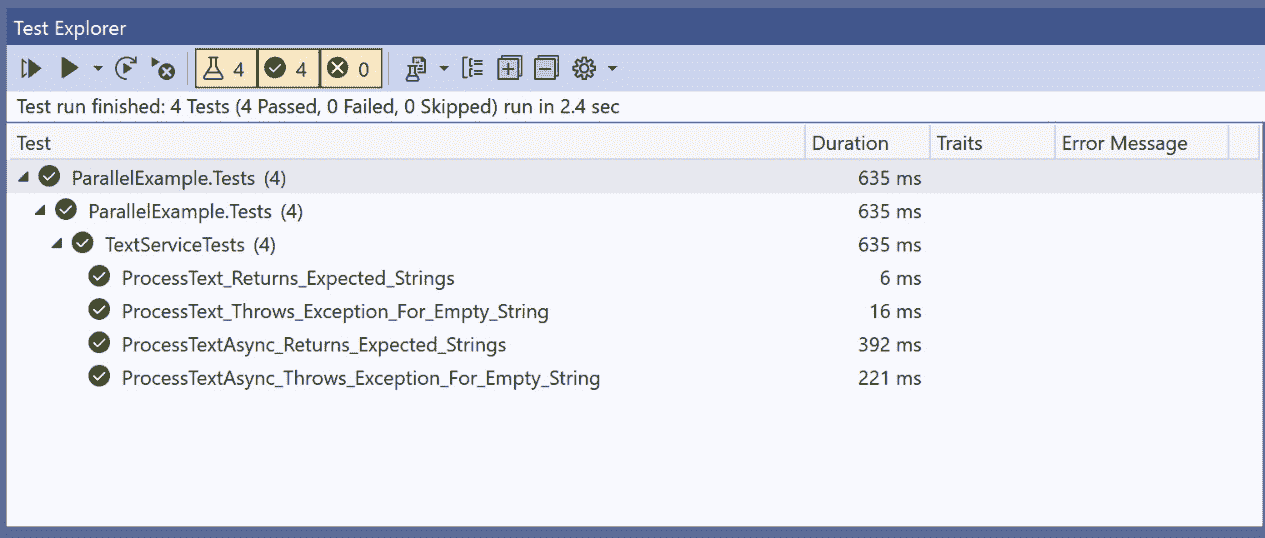 Test Explorer
4 4 0
Test run finished: 4 Tests (4 Passed, 0 Failed, 0 Skipped) run in 2.4 sec
Test Duration Traits Error Message
ParallelExample.Tests (4) 635 ms
ParallelExample.Tests (4) 635 ms
TextServiceTests (4) 635 ms
ProcessText_Returns_Expected_Strings 6 ms
ProcessText_Throws_Exception_For_Empty_String 16 ms
ProcessTextAsync_Returns_Expected_Strings 392 ms
ProcessTextAsync_Throws_Exception_For_Empty_String 221 ms